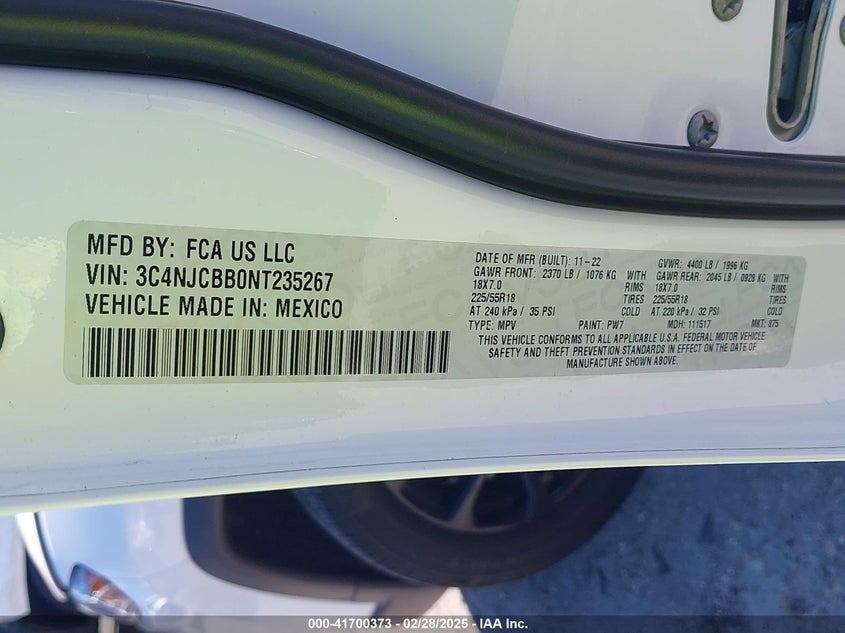 MFD BY: FCA US LLC
VIN: 3C4NJCBB0NT235267
VEHICLE MADE IN: MEXICO
DATE OF MFR (BUILT): 11-22 GVWR: 4400 LB / 1996 KG
GAWR FRONT: 2370 LB / 1076 KG GAWR REAR: 2045 LB / 0928 KG
18X7.0 RIMS 18X7.0 RIMS
225/55R18 TIRES 225/55R18 TIRES
AT 240 kPa / 35 PSI COLD AT 220 kPa / 32 PSI COLD
TYPE: MPV PAINT: PW7 MDH: 111517 MKT: 875
THIS VEHICLE CONFORMS TO ALL APPLICABLE U.S.A. FEDERAL MOTOR VEHICLE
SAFETY AND THEFT PREVENTION STANDARDS IN EFFECT ON THE DATE OF
MANUFACTURE SHOWN ABOVE.
000-41700373 - 02/28/2025 - IAA Inc.